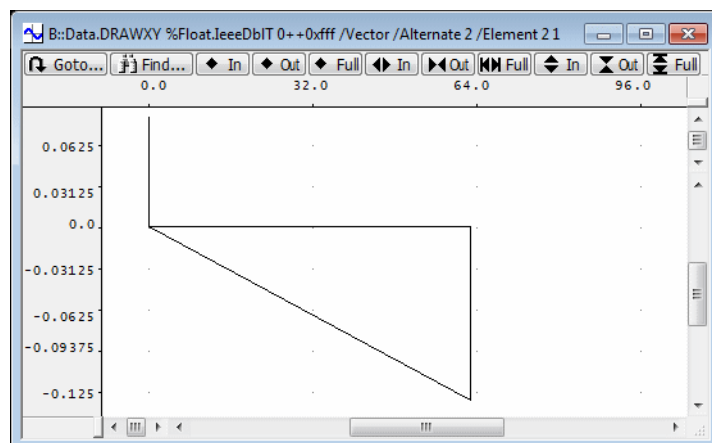 B::Data.DRAWXY %Float.IeeeDblT 0++0xfff /Vector /Alternate 2 /Element 2 1
Goto... Find... In Out Full In Out Full In Out Full
0.0 32.0 64.0 96.0
0.0625
0.03125
0.0
-0.03125
-0.0625
-0.09375
-0.125